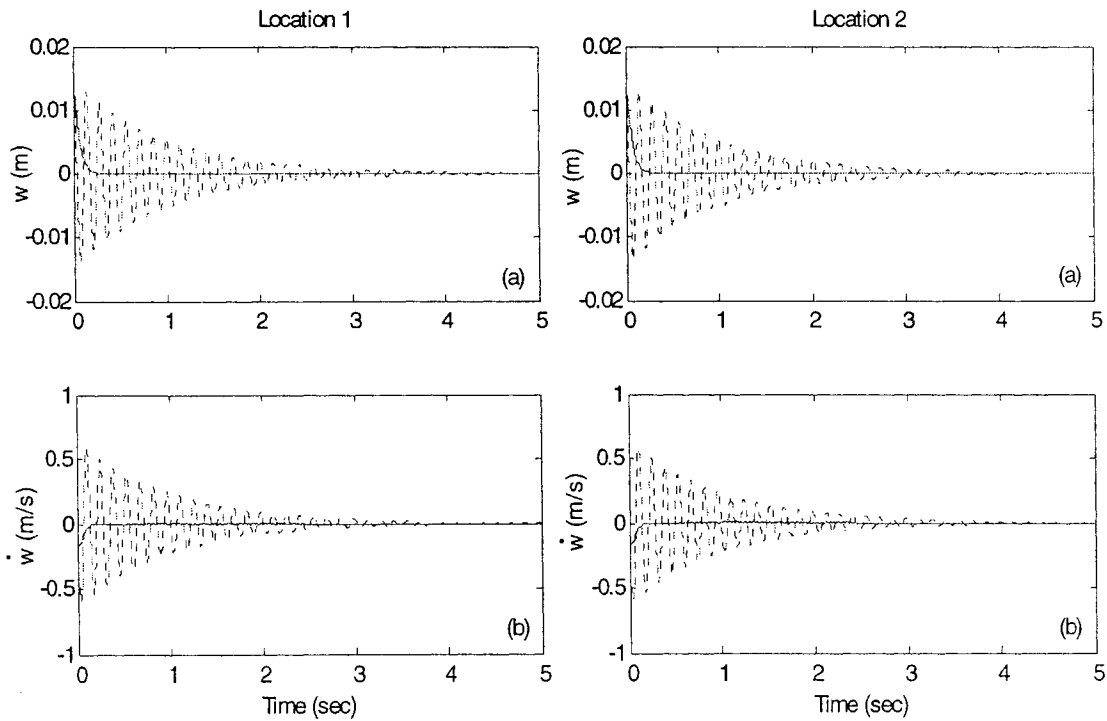 Location 1
0.02
0.01
0
-0.01
-0.02
w (m)
(a)
0 1 2 3 4 5
Location 2
0.02
0.01
0
-0.01
-0.02
w (m)
(a)
0 1 2 3 4 5
1
0.5
0
-0.5
-1
ẇ (m/s)
(b)
0 1 2 3 4 5
Time (sec)
1
0.5
0
-0.5
-1
ẇ (m/s)
(b)
0 1 2 3 4 5
Time (sec)